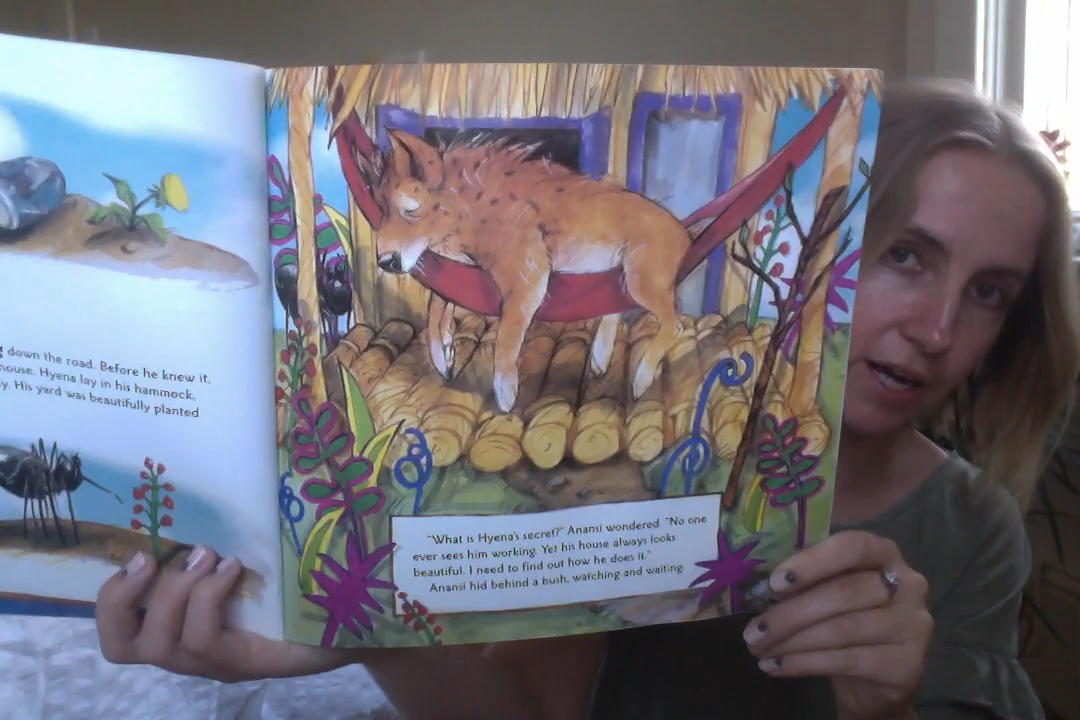 down the road. Before he knew it,
house. Hyena lay in his hammock,
His yard was beautifully planted
"What is Hyena's secret?" Anansi wondered. "No one
ever sees him working. Yet his house always looks
beautiful. I need to find out how he does it."
Anansi hid behind a bush, watching and waiting.